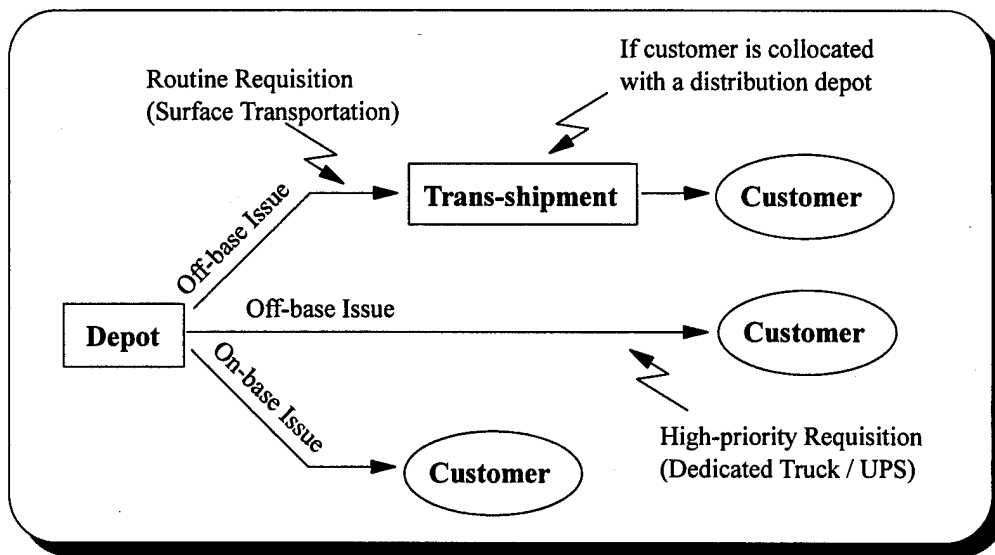 Routine Requisition
(Surface Transportation)
If customer is collocated
with a distribution depot
Off-base Issue
Trans-shipment
Customer
Depot
Off-base Issue
Customer
On-base Issue
Customer
High-priority Requisition
(Dedicated Truck / UPS)